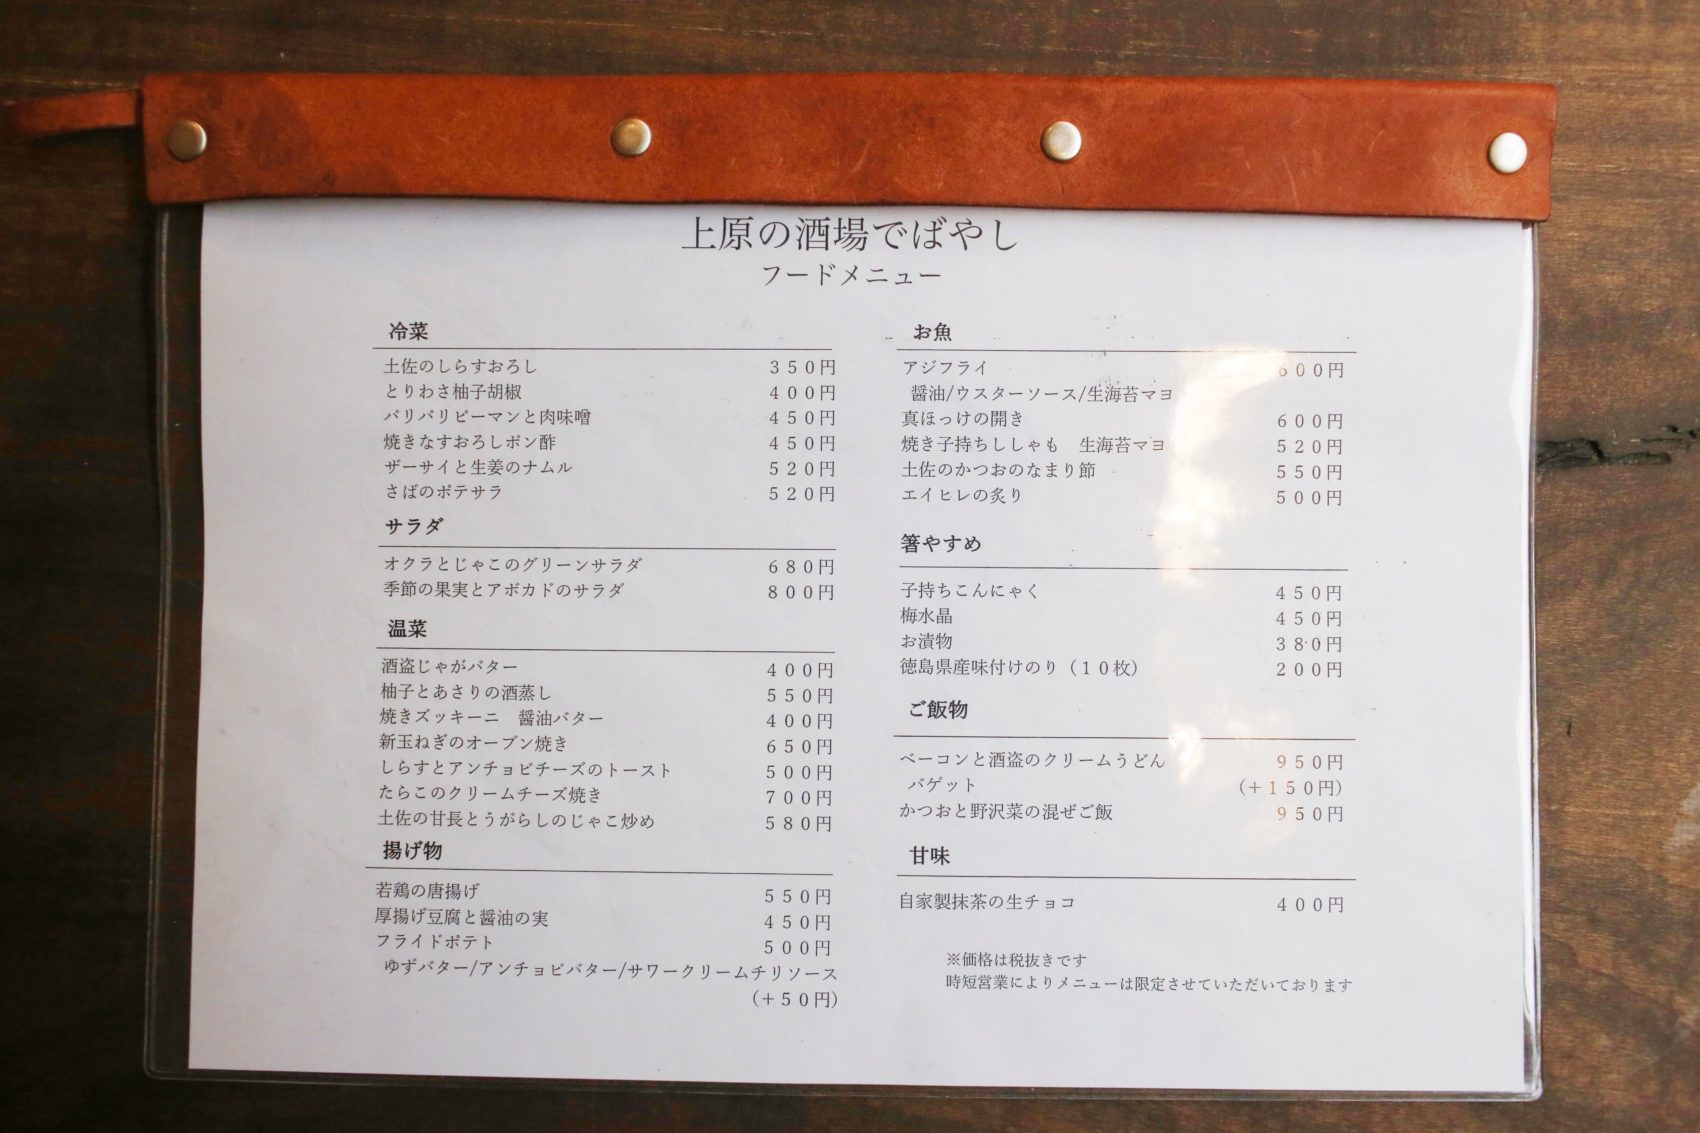 上原の酒場でばやし
フードメニュー
冷菜
土佐のしらすおろし　３５０円
とりわさ柚子胡椒　４００円
パリパリピーマンと肉味噌　４５０円
焼きなすおろしポン酢　４５０円
ザーサイと生姜のナムル　５２０円
さばのポテサラ　５２０円
サラダ
オクラとじゃこのグリーンサラダ　６８０円
季節の果実とアボカドのサラダ　８００円
温菜
酒盗じゃがバター　４００円
柚子とあさりの酒蒸し　５５０円
焼きズッキーニ　醤油バター　４００円
新玉ねぎのオーブン焼き　６５０円
しらすとアンチョビチーズのトースト　５００円
たらこのクリームチーズ焼き　７００円
土佐の甘長とうがらしのじゃこ炒め　５８０円
揚げ物
若鶏の唐揚げ　５５０円
厚揚げ豆腐と醤油の実　４５０円
フライドポテト　５００円
ゆずバター/アンチョビバター/サワークリームチリソース
（＋５０円）
お魚
アジフライ　６００円
醤油/ウスターソース/生海苔マヨ
真ほっけの開き　６００円
焼き子持ちししゃも　生海苔マヨ　５２０円
土佐のかつおのなまり節　５５０円
エイヒレの炙り　５００円
箸やすめ
子持ちこんにゃく　４５０円
梅水晶　４５０円
お漬物　３８０円
徳島県産味付けのり（１０枚）　２００円
ご飯物
ベーコンと酒盗のクリームうどん　９５０円
バゲット　（＋１５０円）
かつおと野沢菜の混ぜご飯　９５０円
甘味
自家製抹茶の生チョコ　４００円
※価格は税抜きです
時短営業によりメニューは限定させていただいております